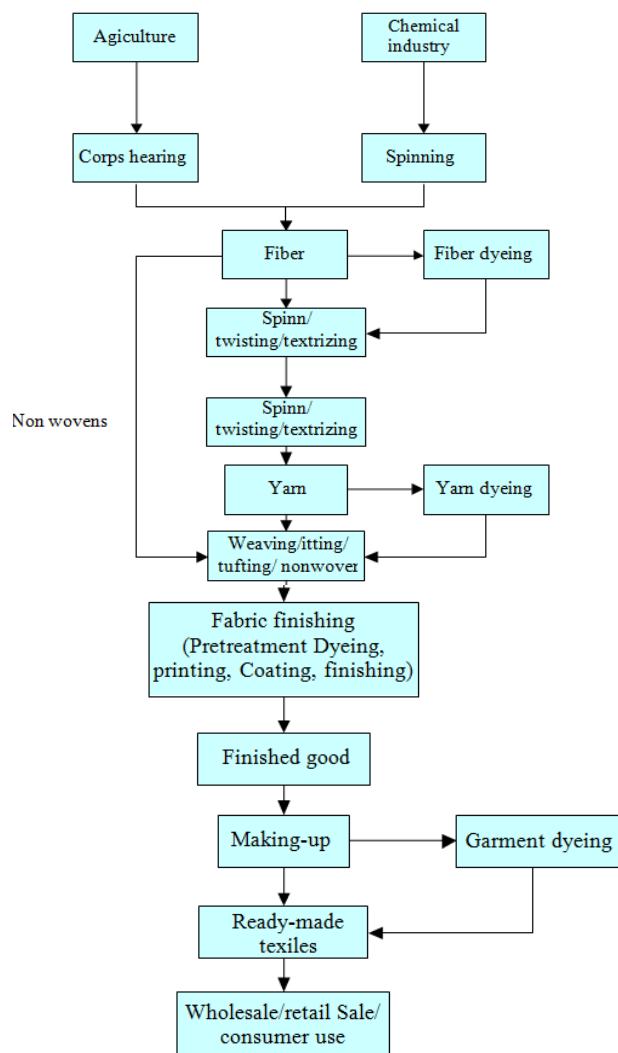 Agiculture
Chemical
industry
Corps hearing
Spinning
Fiber
Fiber dyeing
Spinn/
twisting/textrizing
Non wovens
Spinn/
twisting/textrizing
Yarn
Yarn dyeing
Weaving/itting/
tufting/ nonwover
Fabric finishing
(Pretreatment Dyeing,
printing, Coating, finishing)
Finished good
Making-up
Garment dyeing
Ready-made
texiles
Wholesale/retail Sale/
consumer use